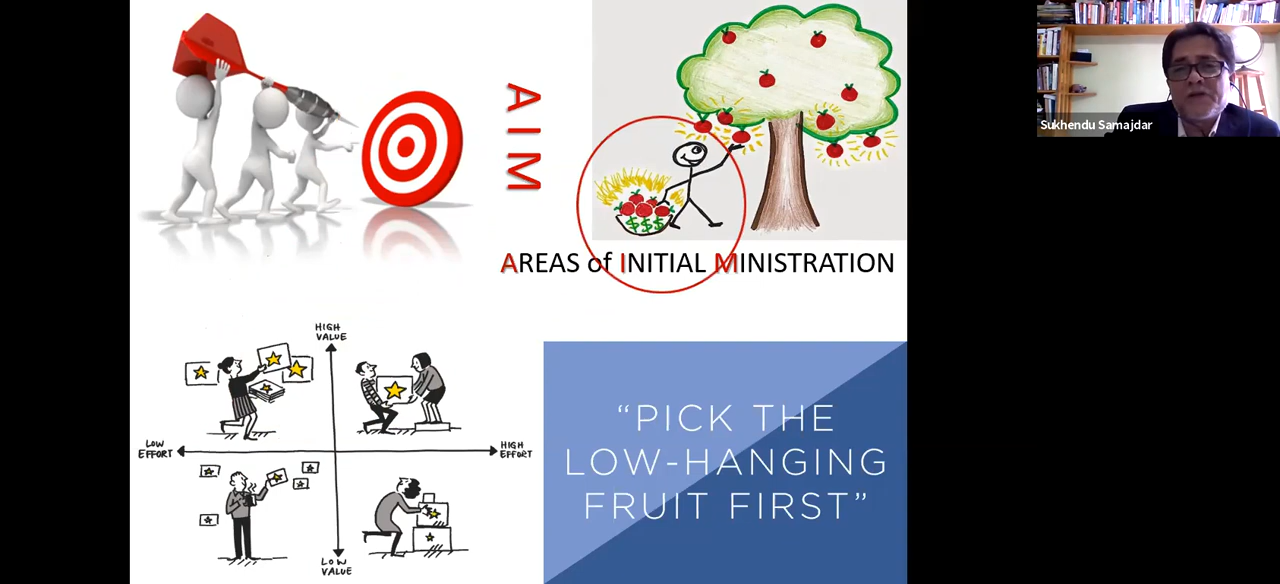 AIM
AREAS of INITIAL MINISTRATION
$$$
HIGH
VALUE
LOW
EFFORT
HIGH
EFFORT
LOW
VALUE
“PICK THE
LOW-HANGING
FRUIT FIRST”
Sukhendu Samajdar